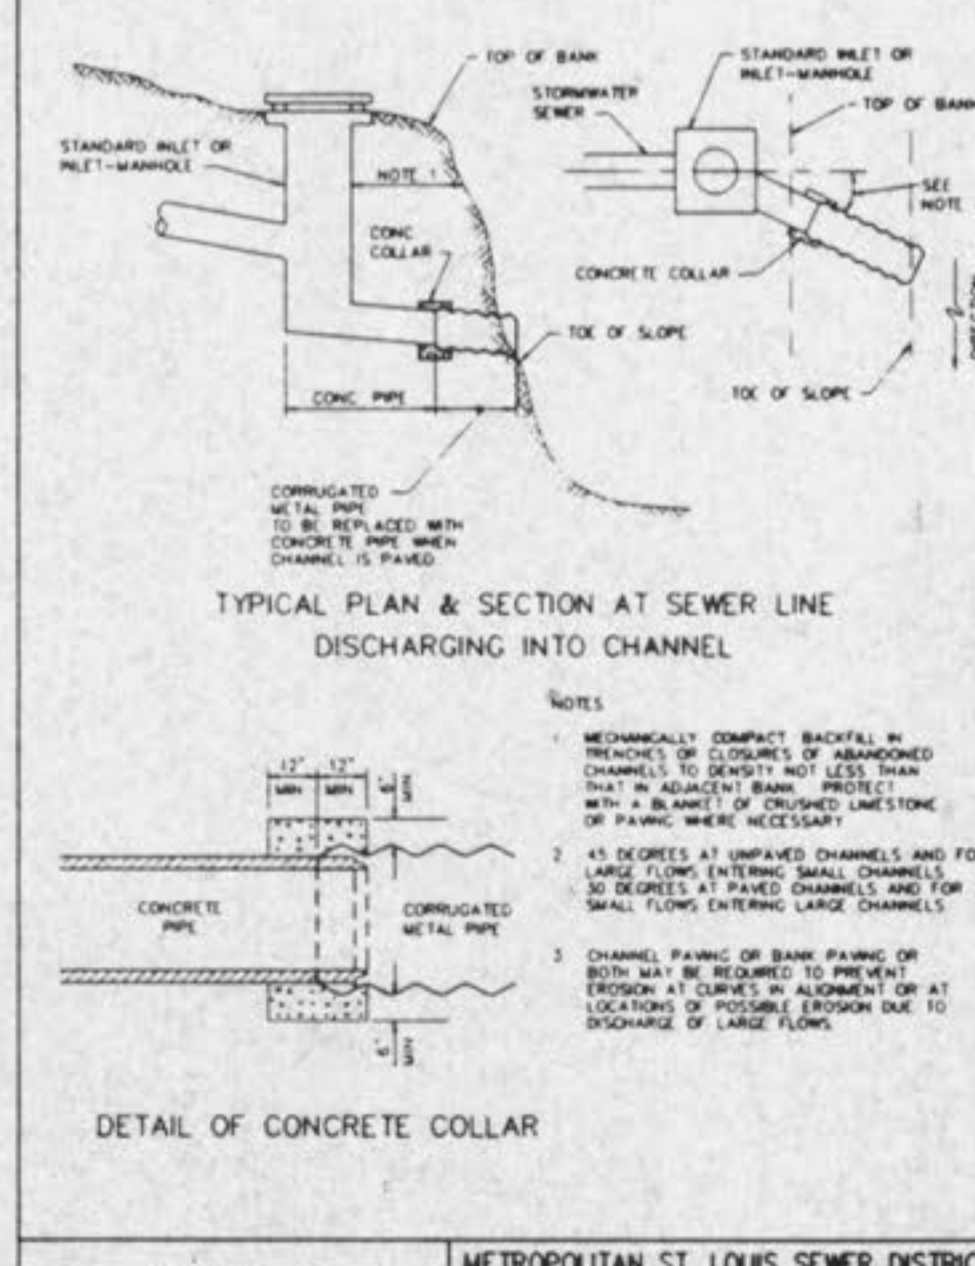 TOP OF BANK
STANDARD INLET OR
INLET-MANHOLE
STORMWATER
SEWER
TOP OF BANK
STANDARD INLET OR
INLET-MANHOLE
NOTE 1
SEE
NOTE
CONC
COLLAR
CONCRETE COLLAR
TOE OF SLOPE
TOE OF SLOPE
CONC PIPE
CORRUGATED
METAL PIPE
TO BE REPLACED WITH
CONCRETE PIPE WHEN
CHANNEL IS PAVED
TYPICAL PLAN & SECTION AT SEWER LINE
DISCHARGING INTO CHANNEL
NOTES
MECHANICALLY COMPACT BACKFILL IN
TRENCHES OR CLOSURES OF ABANDONED
CHANNELS TO DENSITY NOT LESS THAN
THAT IN ADJACENT BANK PROTECT
WITH A BLANKET OF CRUSHED LIMESTONE
OR PAVING WHERE NECESSARY
2 45 DEGREES AT UNPAVED CHANNELS AND FO
LARGE FLOWS ENTERING SMALL CHANNELS
30 DEGREES AT PAVED CHANNELS AND FOR
SMALL FLOWS ENTERING LARGE CHANNELS
3 CHANNEL PAVING OR BANK PAVING OR
BOTH MAY BE REQUIRED TO PREVENT
EROSION AT CURVES IN ALIGNMENT OR AT
LOCATIONS OF POSSIBLE EROSION DUE TO
DISCHARGE OF LARGE FLOWS
12" 12"
MIN MIN
6"
MIN
CONCRETE
PIPE
CORRUGATED
METAL PIPE
6"
MIN
DETAIL OF CONCRETE COLLAR
METROPOLITAN ST. LOUIS SEWER DISTRIC